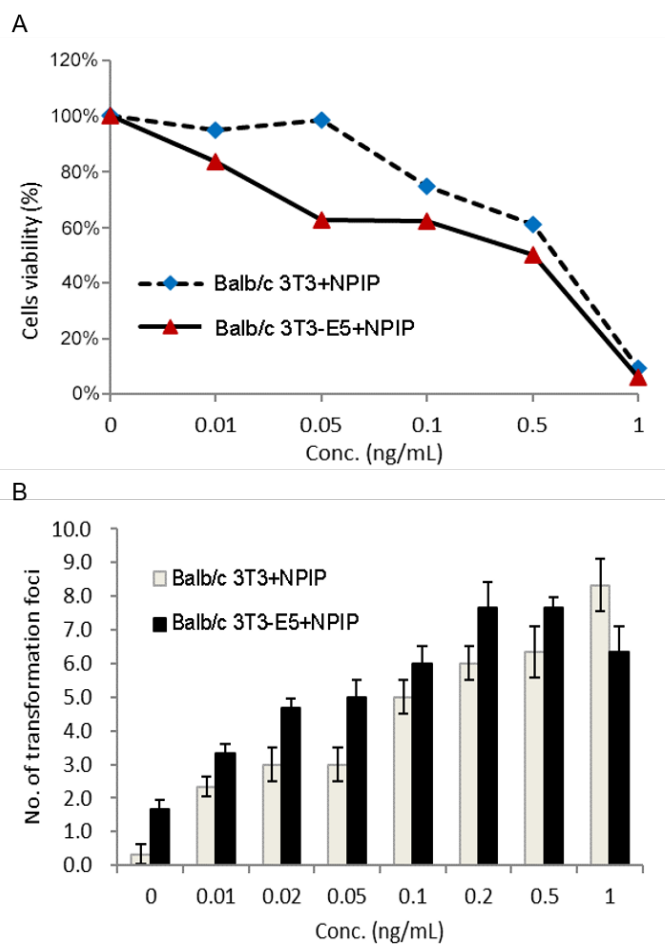 A
120%
100%
80%
60%
40%
20%
0%
Cells viability (%)
Balb/c 3T3+NPIP
Balb/c 3T3-E5+NPIP
0 0.01 0.05 0.1 0.5 1
Conc. (ng/mL)
B
10.0
9.0
8.0
7.0
6.0
5.0
4.0
3.0
2.0
1.0
0.0
No. of transformation foci
Balb/c 3T3+NPIP
Balb/c 3T3-E5+NPIP
0 0.01 0.02 0.05 0.1 0.2 0.5 1
Conc. (ng/mL)